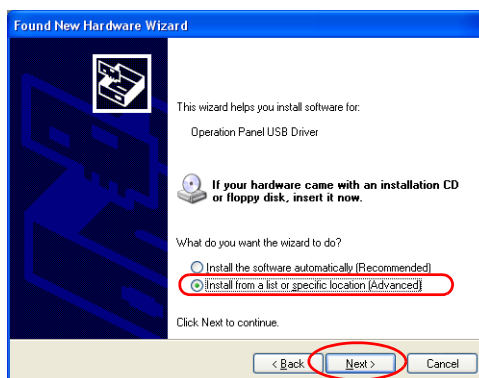 Found New Hardware Wizard
This wizard helps you install software for:
Operation Panel USB Driver
If your hardware came with an installation CD
or floppy disk, insert it now.
What do you want the wizard to do?
Install the software automatically (Recommended)
Install from a list or specific location (Advanced)
Click Next to continue.
< Back Next > Cancel